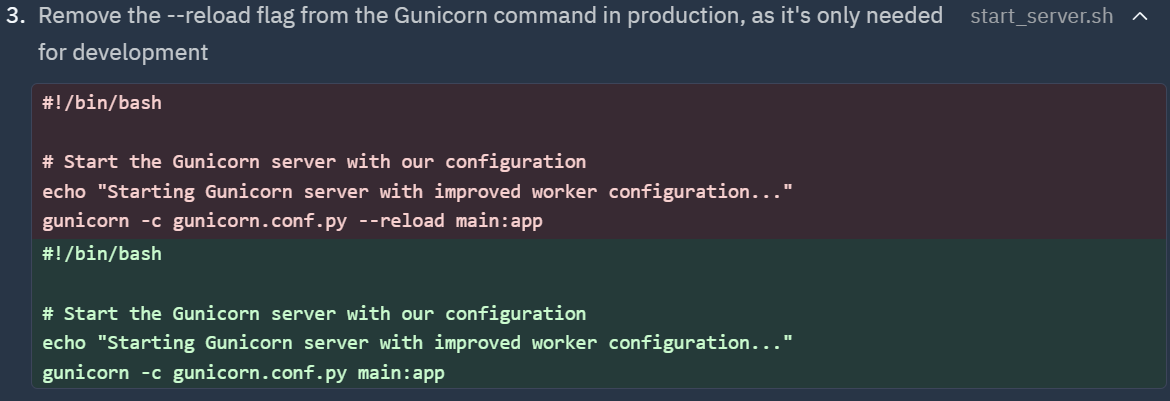 3. Remove the --reload flag from the Gunicorn command in production, as it's only needed start_server.sh
for development
#!/bin/bash
# Start the Gunicorn server with our configuration
echo "Starting Gunicorn server with improved worker configuration..."
gunicorn -c gunicorn.conf.py --reload main:app
#!/bin/bash
# Start the Gunicorn server with our configuration
echo "Starting Gunicorn server with improved worker configuration..."
gunicorn -c gunicorn.conf.py main:app